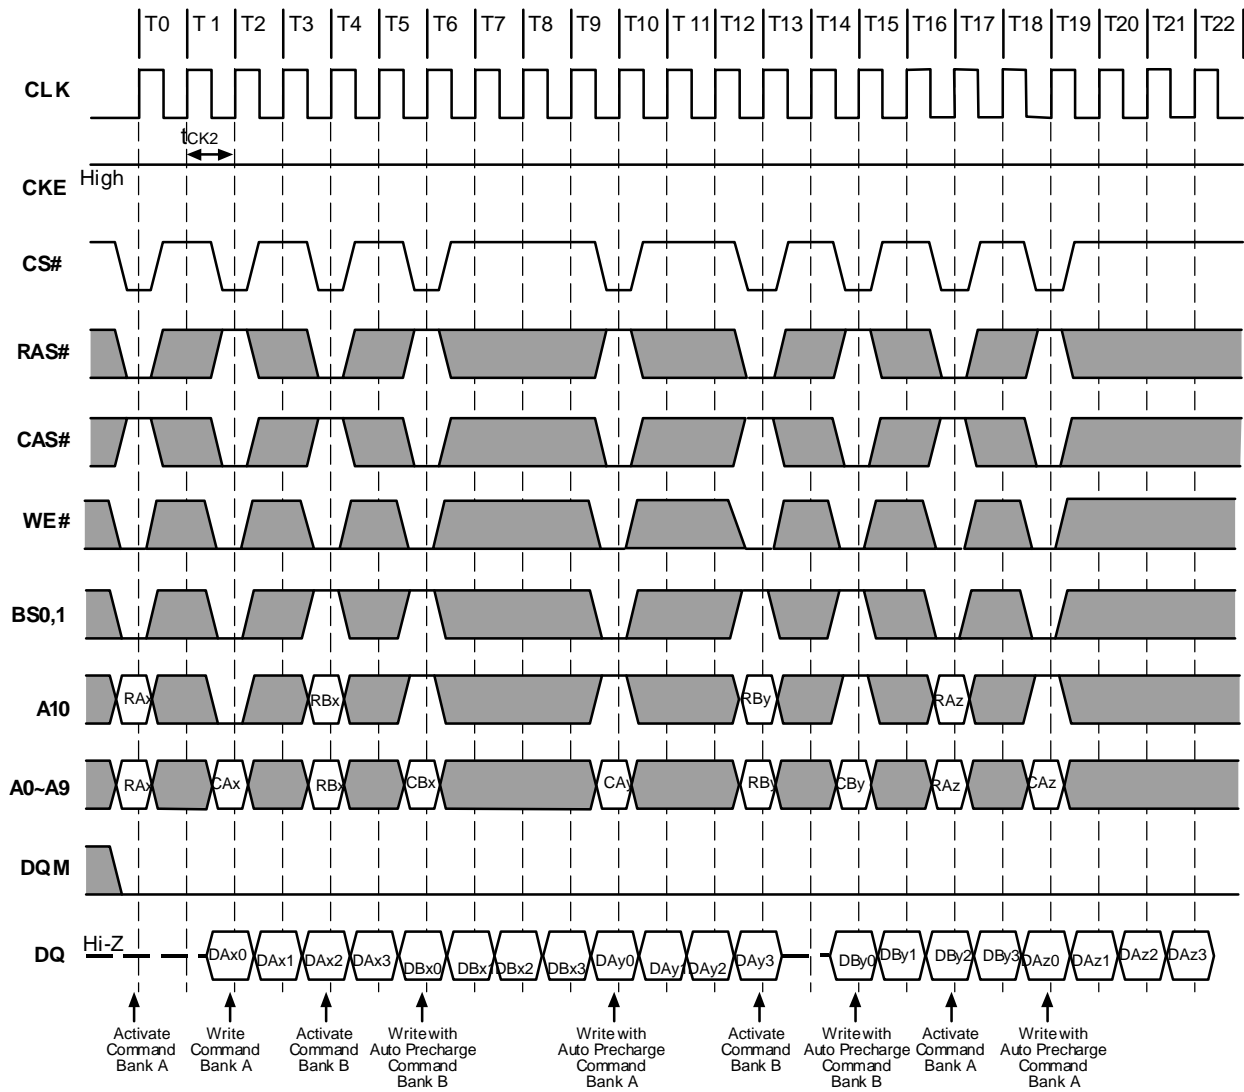 T0 T 1 T2 T3 T4 T5 T6 T7 T8 T9 T10 T 11 T12 T13 T14 T15 T16 T17 T18 T19 T20 T21 T22
CLK
tCK2
CKE High
CS#
RAS#
CAS#
WE#
BS0,1
A10 RAx RBx RBy RAz
A0~A9 RAx CAx RBx CBx CAy RBy CBy RAz CAz
DQM
DQ Hi-Z DAx0 DAx1 DAx2 DAx3 DBx0 DBx1 DBx2 DBx3 DAy0 DAy1 DAy2 DAy3 DBy0 DBy1 DBy2 DBy3 DAz0 DAz1 DAz2 DAz3
Activate
Command
Bank A
Write
Command
Bank A
Activate
Command
Bank B
Write with
Auto Precharge
Command
Bank B
Write with
Auto Precharge
Command
Bank A
Activate
Command
Bank B
Write with
Auto Precharge
Command
Bank B
Activate
Command
Bank A
Write with
Auto Precharge
Command
Bank A